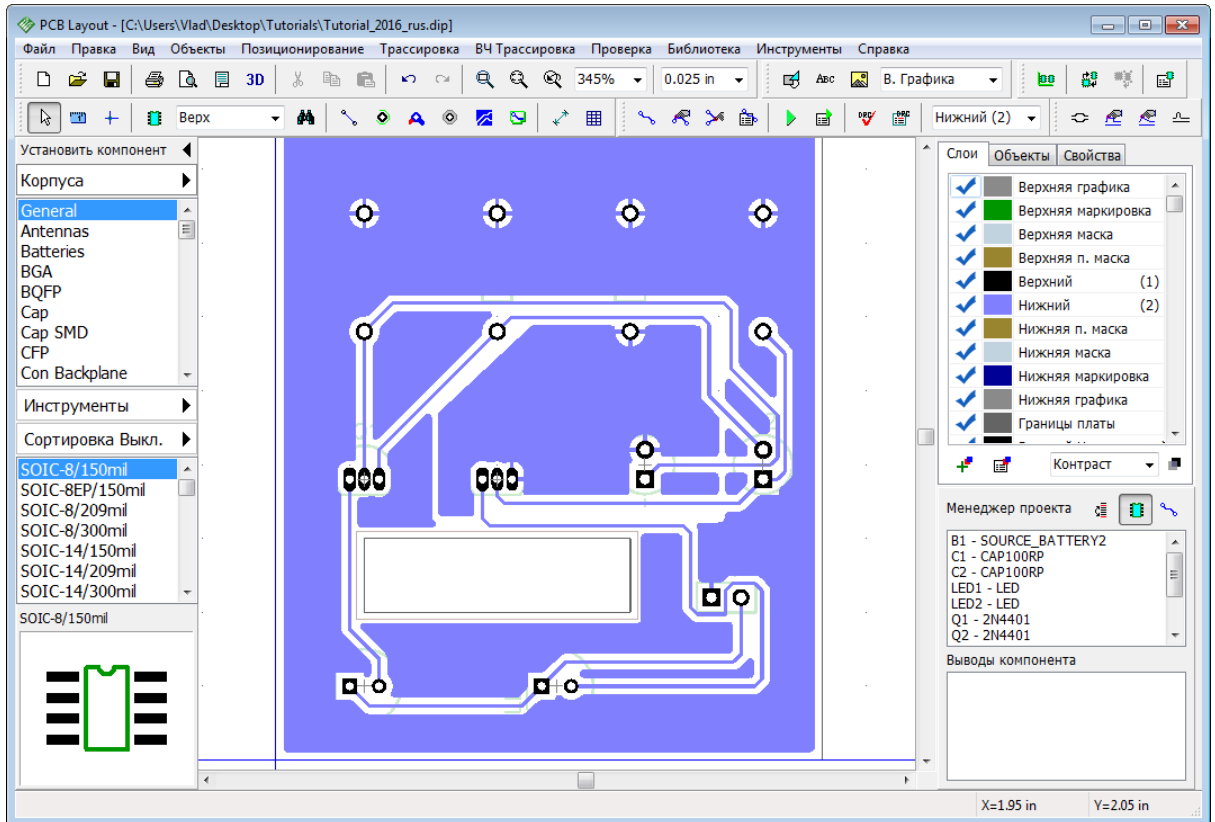 PCB Layout - [C:\Users\Vlad\Desktop\Tutorials\Tutorial_2016_rus.dip]
Файл Правка Вид Объекты Позиционирование Трассировка ВЧ Трассировка Проверка Библиотека Инструменты Справка
3D 345% 0.025 in ABC В. Графика
Верх DRC DRC Нижний (2)
Установить компонент
Корпуса
General
Antennas
Batteries
BGA
BQFP
Cap
Cap SMD
CFP
Con Backplane
Инструменты
Сортировка Выкл.
SOIC-8/150mil
SOIC-8EP/150mil
SOIC-8/209mil
SOIC-8/300mil
SOIC-14/150mil
SOIC-14/209mil
SOIC-14/300mil
SOIC-8/150mil
Слои Объекты Свойства
Верхняя графика
Верхняя маркировка
Верхняя маска
Верхняя п. маска
Верхний (1)
Нижний (2)
Нижняя п. маска
Нижняя маска
Нижняя маркировка
Нижняя графика
Границы платы
Контраст
Менеджер проекта
B1 - SOURCE_BATTERY2
C1 - CAP100RP
C2 - CAP100RP
LED1 - LED
LED2 - LED
Q1 - 2N4401
Q2 - 2N4401
Выводы компонента
X=1.95 in Y=2.05 in